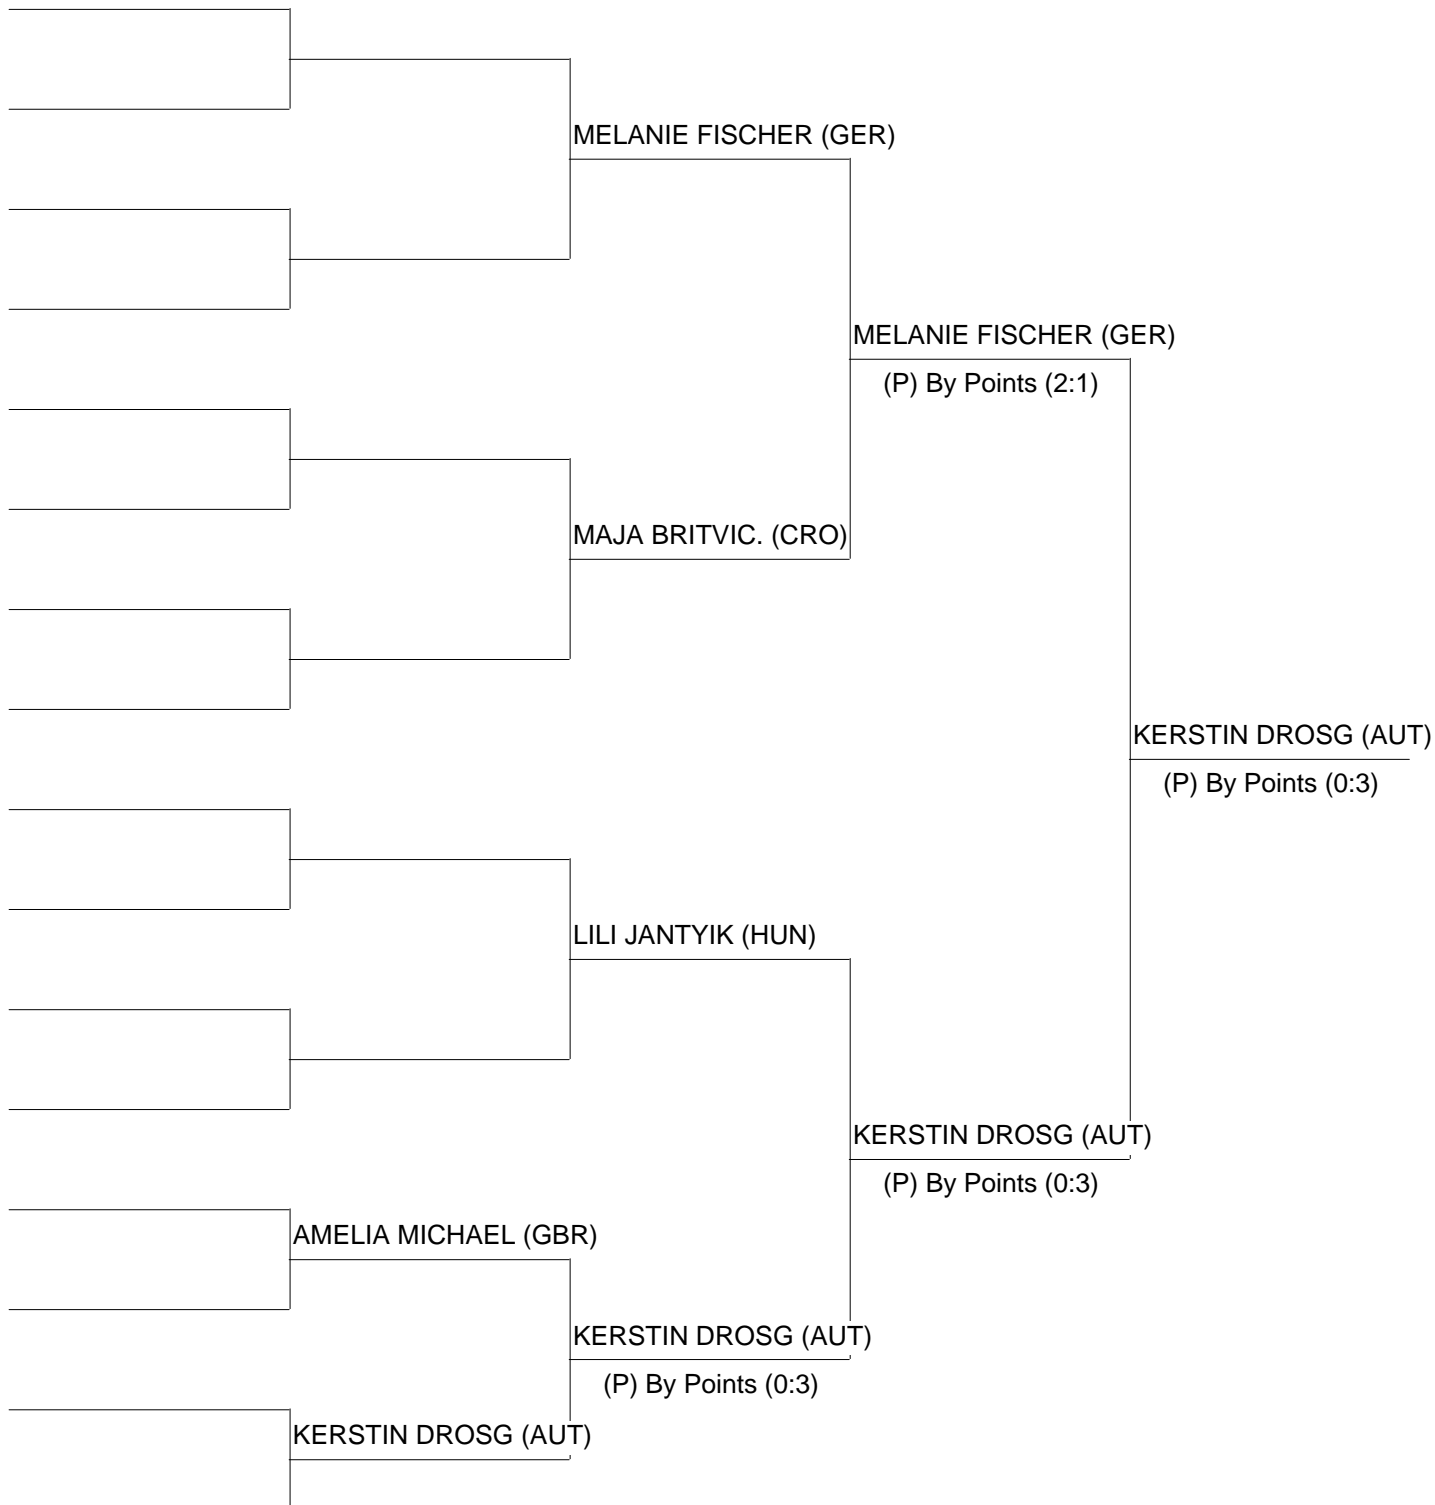 MELANIE FISCHER (GER)
MELANIE FISCHER (GER)
(P) By Points (2:1)
MAJA BRITVIC. (CRO)
KERSTIN DROSG (AUT)
(P) By Points (0:3)
LILI JANTYIK (HUN)
KERSTIN DROSG (AUT)
(P) By Points (0:3)
AMELIA MICHAEL (GBR)
KERSTIN DROSG (AUT)
(P) By Points (0:3)
KERSTIN DROSG (AUT)